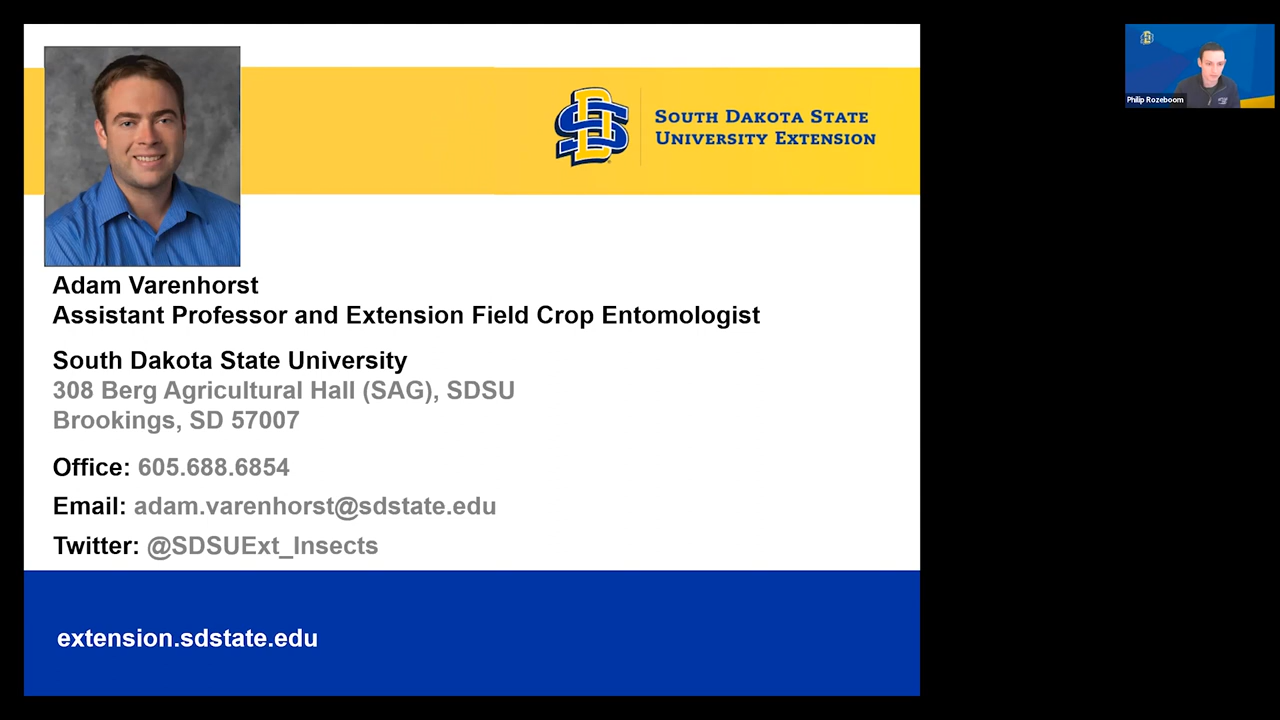 SOUTH DAKOTA STATE
UNIVERSITY EXTENSION
Philip Rozeboom
Adam Varenhorst
Assistant Professor and Extension Field Crop Entomologist
South Dakota State University
308 Berg Agricultural Hall (SAG), SDSU
Brookings, SD 57007
Office: 605.688.6854
Email: adam.varenhorst@sdstate.edu
Twitter: @SDSUExt_Insects
extension.sdstate.edu